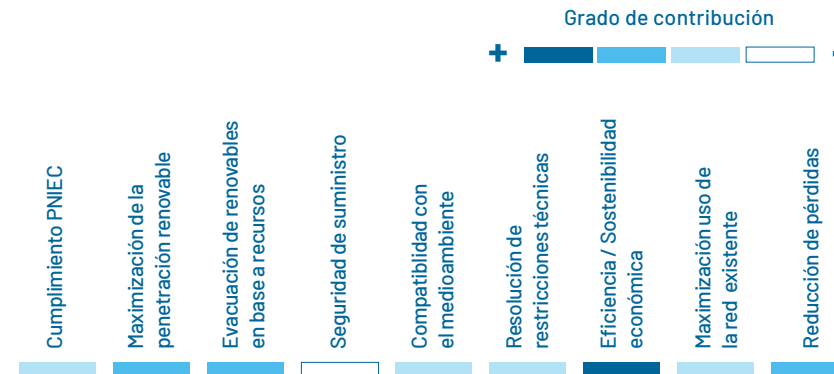 Grado de contribución
+
Cumplimiento PNIEC
Maximización de la
penetración renovable
Evacuación de renovables
en base a recursos
Seguridad de suministro
Compatiblidad con
el medioambiente
Resolución de
restricciones técnicas
Eficiencia / Sostenibilidad
económica
Maximización uso de
la red existente
Reducción de pérdidas